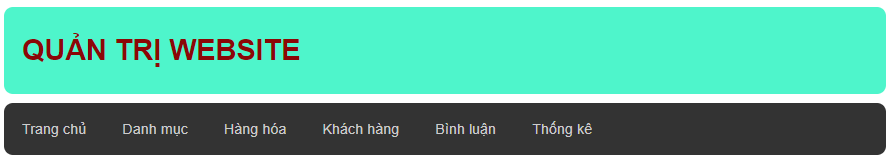 QUẢN TRỊ WEBSITE
Trang chủ Danh mục Hàng hóa Khách hàng Bình luận Thống kê